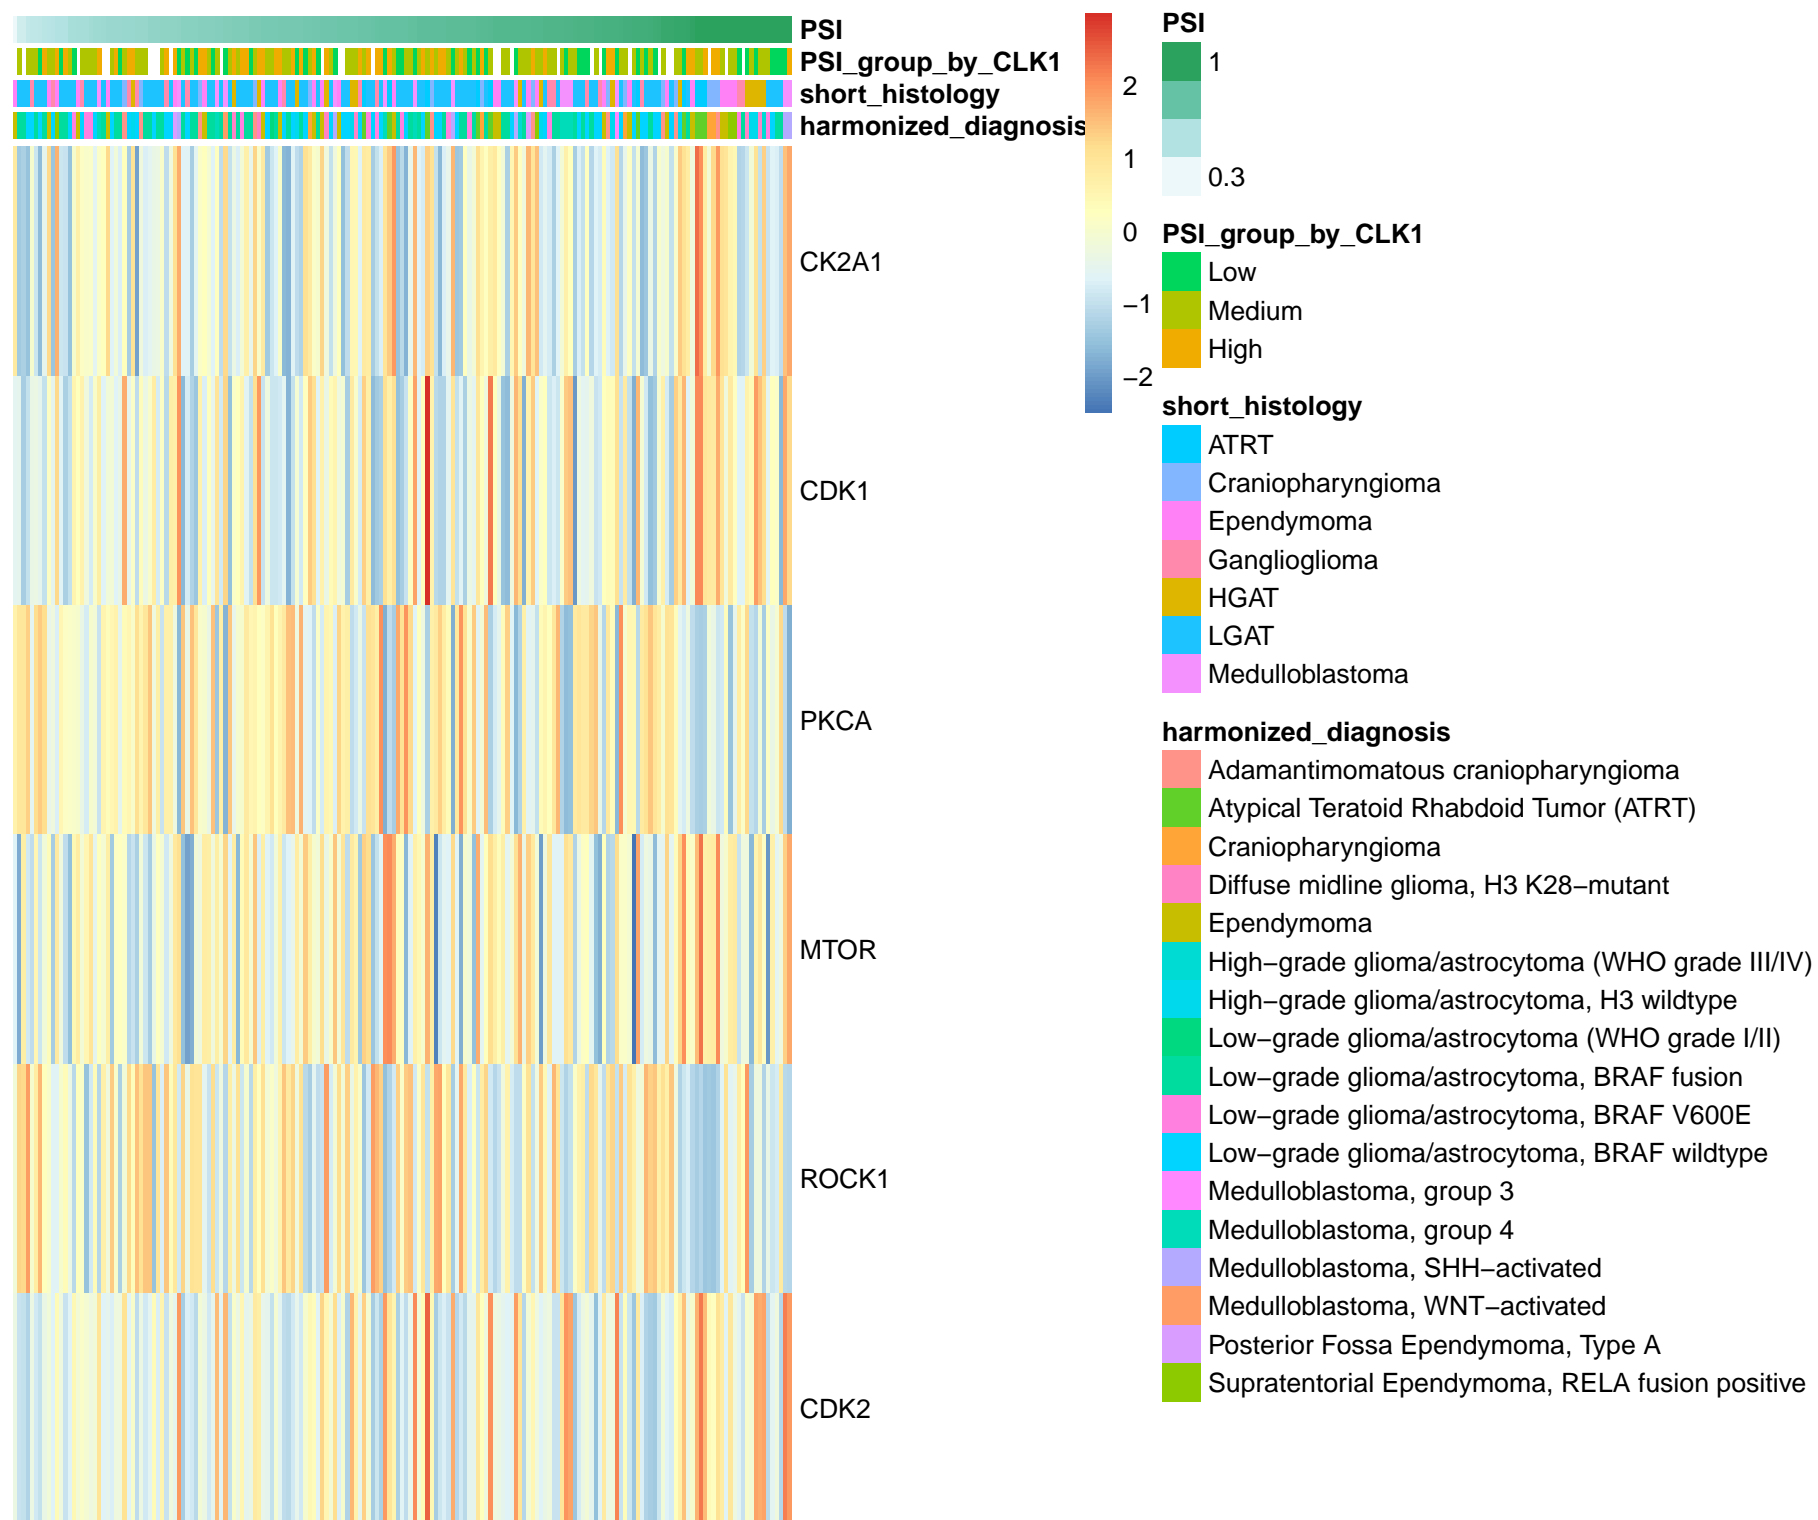 PSI
PSI_group_by_CLK1
short_histology
harmonized_diagnosis
CK2A1
CDK1
PKCA
MTOR
ROCK1
CDK2
2
1
0
−1
−2
PSI
1
0.3
PSI_group_by_CLK1
Low
Medium
High
short_histology
ATRT
Craniopharyngioma
Ependymoma
Ganglioglioma
HGAT
LGAT
Medulloblastoma
harmonized_diagnosis
Adamantimomatous craniopharyngioma
Atypical Teratoid Rhabdoid Tumor (ATRT)
Craniopharyngioma
Diffuse midline glioma, H3 K28−mutant
Ependymoma
High−grade glioma/astrocytoma (WHO grade III/IV)
High−grade glioma/astrocytoma, H3 wildtype
Low−grade glioma/astrocytoma (WHO grade I/II)
Low−grade glioma/astrocytoma, BRAF fusion
Low−grade glioma/astrocytoma, BRAF V600E
Low−grade glioma/astrocytoma, BRAF wildtype
Medulloblastoma, group 3
Medulloblastoma, group 4
Medulloblastoma, SHH−activated
Medulloblastoma, WNT−activated
Posterior Fossa Ependymoma, Type A
Supratentorial Ependymoma, RELA fusion positive